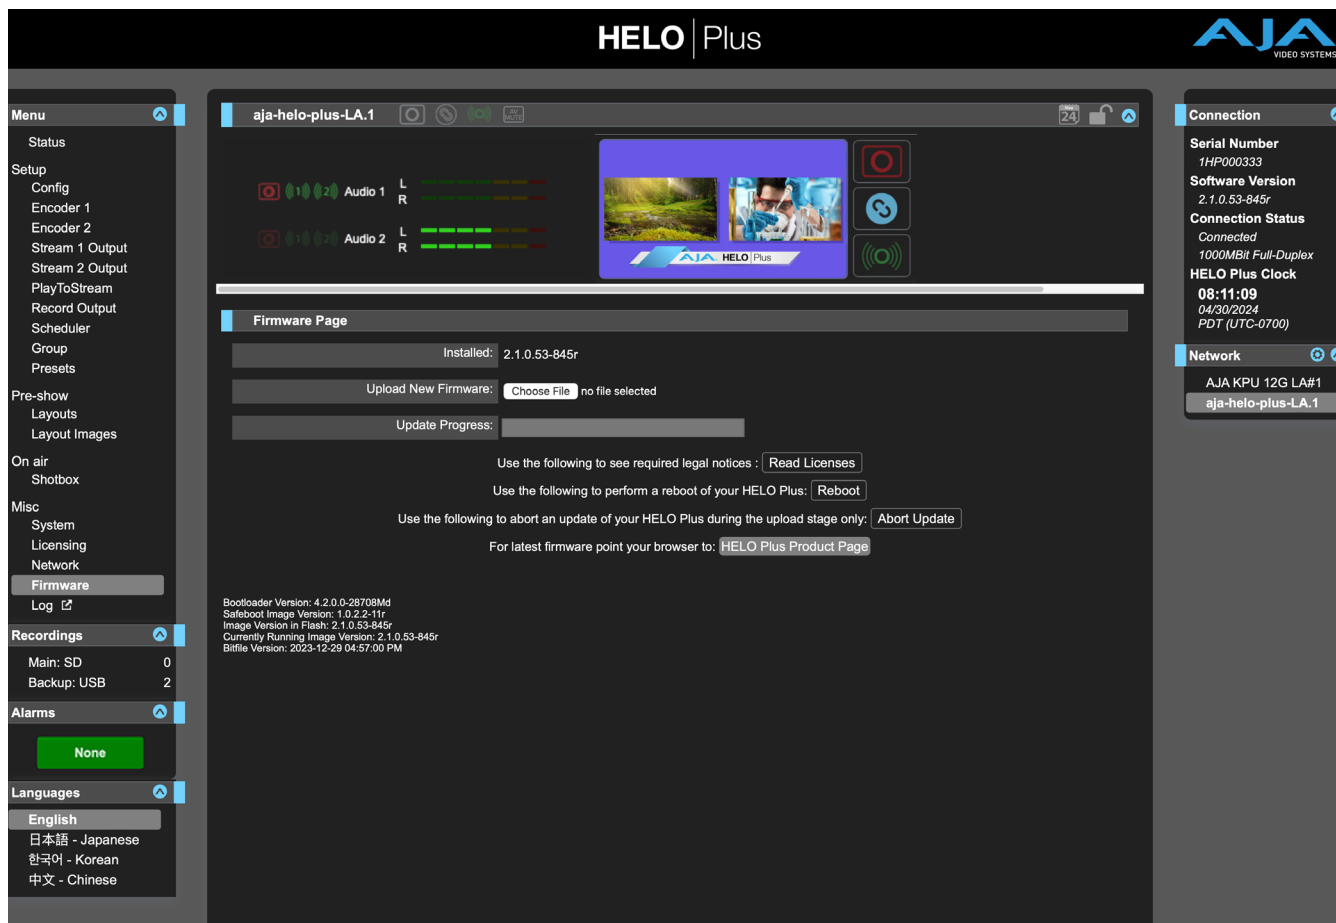 HELO Plus
AJA
VIDEO SYSTEMS
Menu
Status
Setup
Config
Encoder 1
Encoder 2
Stream 1 Output
Stream 2 Output
PlayToStream
Record Output
Scheduler
Group
Presets
Pre-show
Layouts
Layout Images
On air
Shotbox
Misc
System
Licensing
Network
Firmware
Log
Recordings
Main: SD 0
Backup: USB 2
Alarms
None
Languages
English
日本語 - Japanese
한국어 - Korean
中文 - Chinese
aja-helo-plus-LA.1
AV
MUTE
24
1 2 Audio 1 L
R
1 2 Audio 2 L
R
AJA HELO Plus
Firmware Page
Installed: 2.1.0.53-845r
Upload New Firmware: Choose File no file selected
Update Progress:
Use the following to see required legal notices : Read Licenses
Use the following to perform a reboot of your HELO Plus: Reboot
Use the following to abort an update of your HELO Plus during the upload stage only: Abort Update
For latest firmware point your browser to: HELO Plus Product Page
Bootloader Version: 4.2.0.0-28708Md
Safeboot Image Version: 1.0.2.2-11r
Image Version in Flash: 2.1.0.53-845r
Currently Running Image Version: 2.1.0.53-845r
Bitfile Version: 2023-12-29 04:57:00 PM
Connection
Serial Number
1HP000333
Software Version
2.1.0.53-845r
Connection Status
Connected
1000MBit Full-Duplex
HELO Plus Clock
08:11:09
04/30/2024
PDT (UTC-0700)
Network
AJA KPU 12G LA#1
aja-helo-plus-LA.1